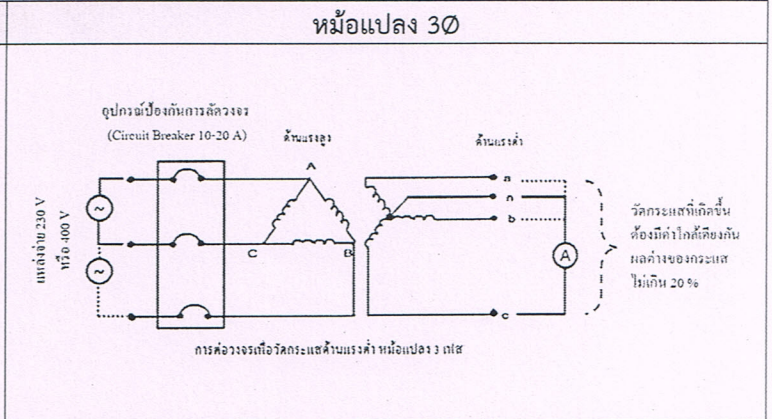 หม้อแปลง 3Ø
อุปกรณ์ป้องกันการลัดวงจร
(Circuit Breaker 10-20 A)
ด้านแรงสูง
ด้านแรงต่ำ
A
a
n
b
แหล่งจ่าย 230 V
หรือ 400 V
C
B
A
วัดกระแสที่เกิดขึ้น
ต้องมีค่าใกล้เคียงกัน
ผลต่างของกระแส
ไม่เกิน 20 %
c
การต่อวงจรเพื่อวัดกระแสด้านแรงต่ำ หม้อแปลง 3 เฟส